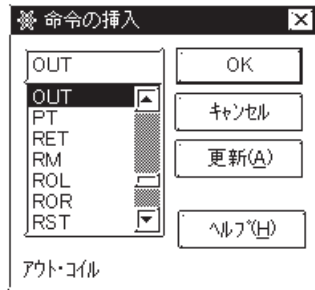 命令の挿入
OUT
OUT
PT
RET
RM
ROL
ROR
RST
OK
ｷｬﾝｾﾙ
更新(A)
ﾍﾙﾌﾟ(H)
ｱｳﾄ･ｺｲﾙ